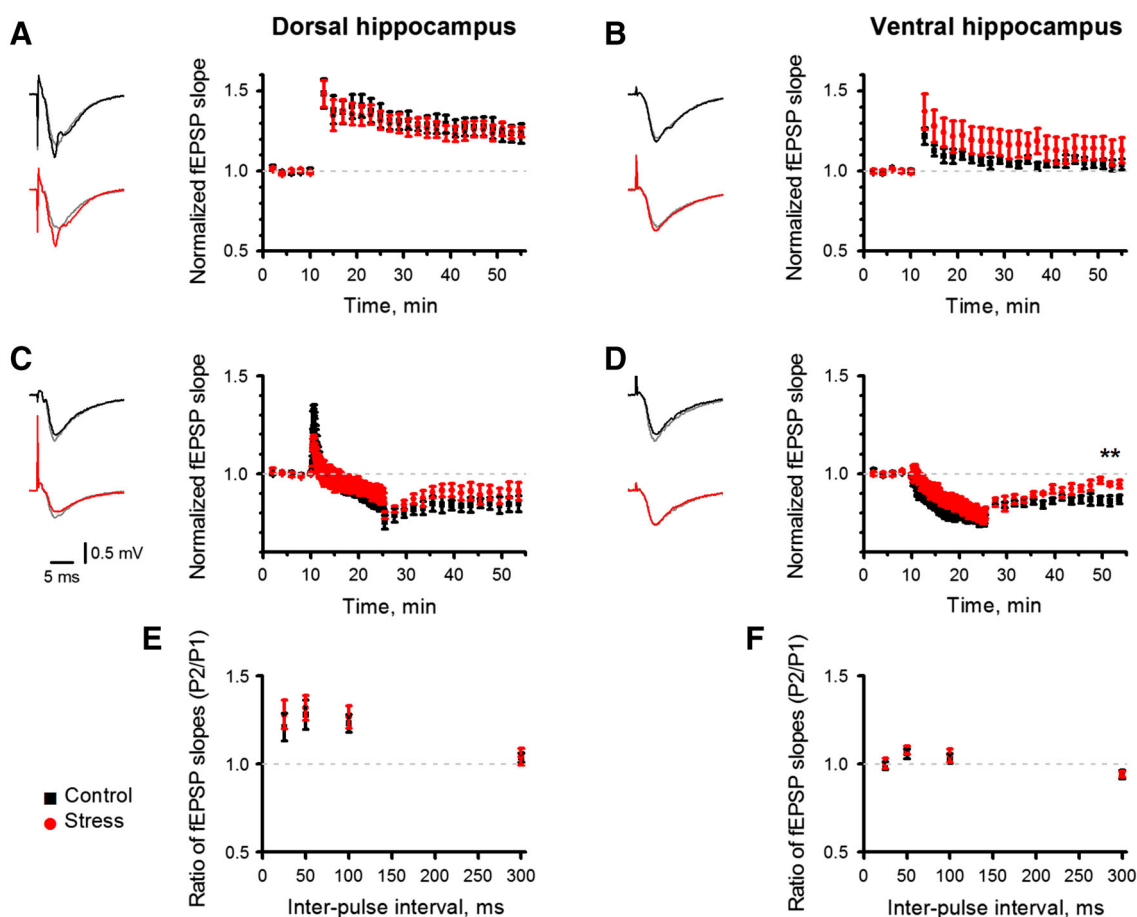 A
Dorsal hippocampus
B
Ventral hippocampus
Normalized fEPSP slope
1.5
1.0
0.5
0 10 20 30 40 50
Time, min
Normalized fEPSP slope
1.5
1.0
0.5
0 10 20 30 40 50
Time, min
C
Normalized fEPSP slope
1.5
1.0
0 10 20 30 40 50
Time, min
0.5 mV
5 ms
D
Normalized fEPSP slope
1.5
1.0
**
0 10 20 30 40 50
Time, min
E
Ratio of fEPSP slopes (P2/P1)
1.5
1.0
0.5
0 50 100 150 200 250 300
Inter-pulse interval, ms
Control
Stress
F
Ratio of fEPSP slopes (P2/P1)
1.5
1.0
0.5
0 50 100 150 200 250 300
Inter-pulse interval, ms